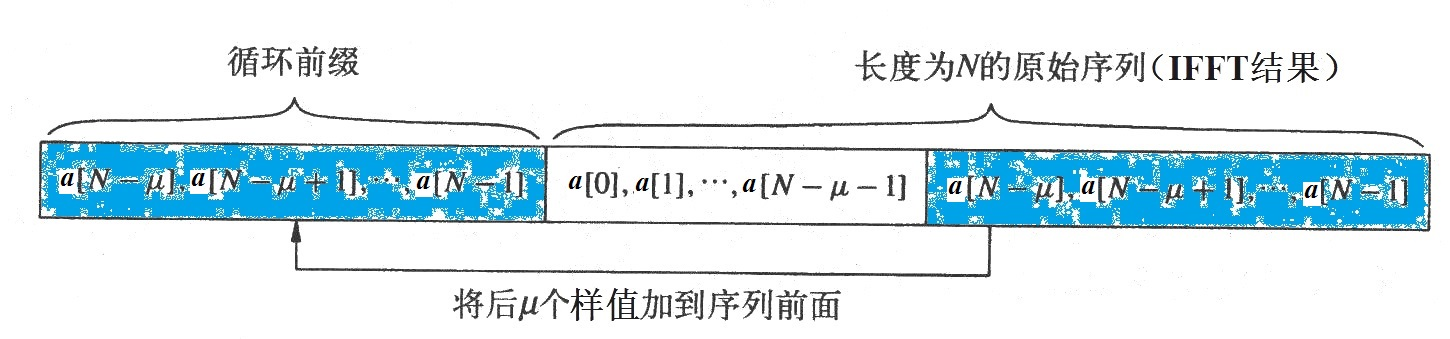 循环前缀
长度为N的原始序列(IFFT结果)
a[N-μ],a[N-μ+1],⋯,a[N-1]
a[0],a[1],⋯,a[N-μ-1]
a[N-μ],a[N-μ+1],⋯,a[N-1]
将后μ个样值加到序列前面